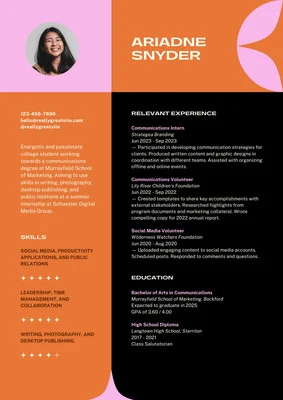 ARIADNE
SNYDER
123-456-7890
hello@reallygreatsite
@reallygreatsite
Energetic and passionate
college student working
towards a communications
degree at Murrayfield School
of Marketing. Aiming to use
skills in writing, photography,
desktop publishing, and
public relations at a summer
internship at Schuester Digital
Media Group.
SKILLS
SOCIAL MEDIA, PRODUCTIVITY
APPLICATIONS, AND PUBLIC
RELATIONS
LEADERSHIP, TIME
MANAGEMENT, AND
COLLABORATION
WRITING, PHOTOGRAPHY, AND
DESKTOP PUBLISHING
RELEVANT EXPERIENCE
Communications Intern
Strategea Branding
Jun 2023 - Sep 2023
— Participated in developing communication strategies for
clients. Produced written content and graphic designs in
coordination with different teams. Assisted with organizing
offline and online events.
Communications Volunteer
Lily River Children's Foundation
Jun 2022 - Sep 2022
— Created templates to share key accomplishments with
external stakeholders. Researched highlights from
program documents and marketing collateral. Wrote
compelling copy for 2022 annual report.
Social Media Volunteer
Wilderness Watchers Foundation
Jun 2020 - Aug 2020
— Uploaded engaging content to social media accounts.
Scheduled posts. Responded to comments and questions.
EDUCATION
Bachelor of Arts in Communications
Murrayfield School of Marketing, Rockford
Expected to graduate in 2025
GPA of 3.60 / 4.00
High School Diploma
Langtown High School, Sterriton
2017 - 2021
Class Salutatorian